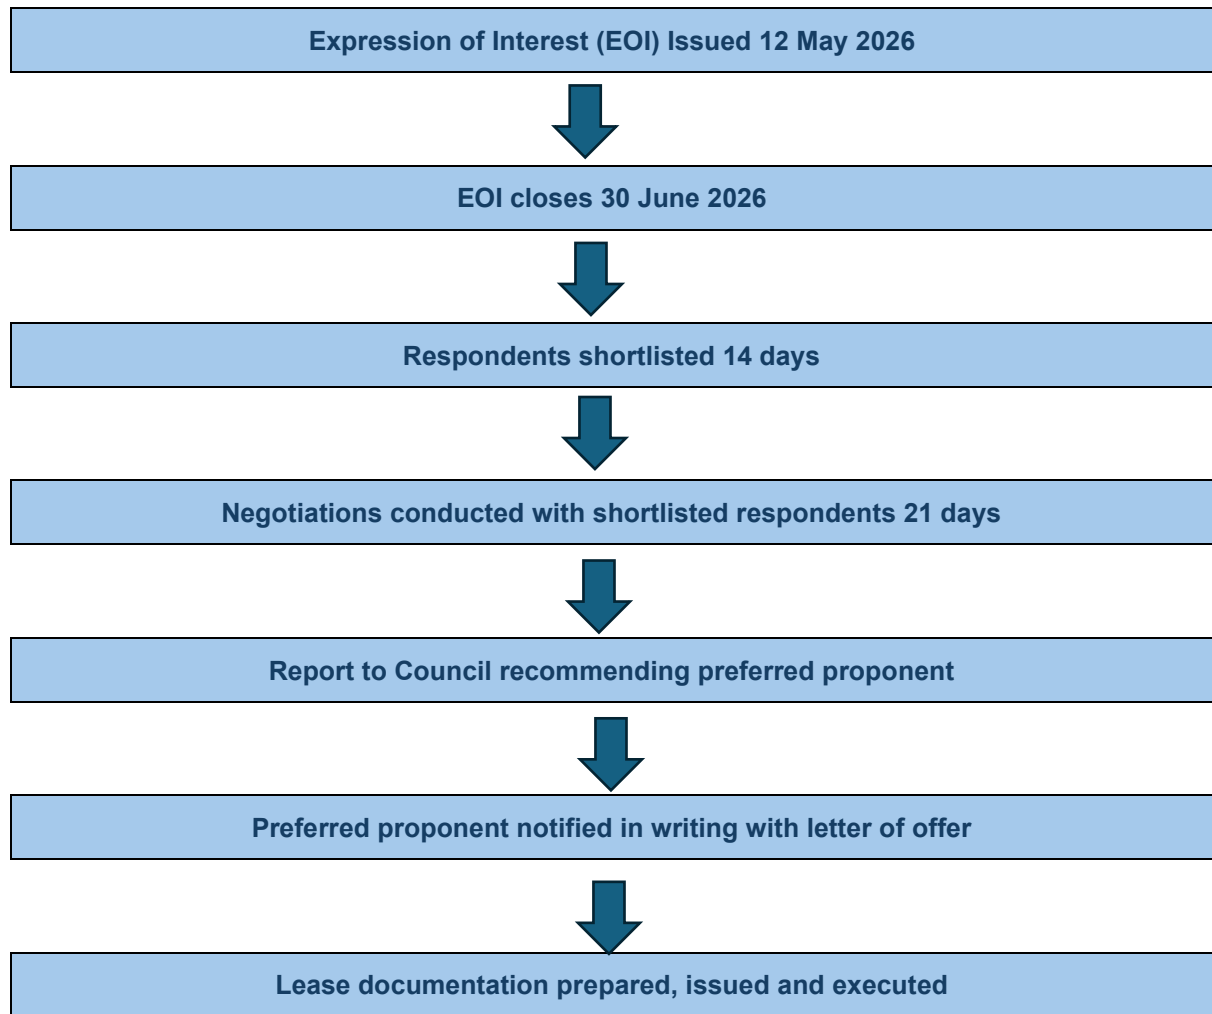 Expression of Interest (EOI) Issued 12 May 2026
EOI closes 30 June 2026
Respondents shortlisted 14 days
Negotiations conducted with shortlisted respondents 21 days
Report to Council recommending preferred proponent
Preferred proponent notified in writing with letter of offer
Lease documentation prepared, issued and executed